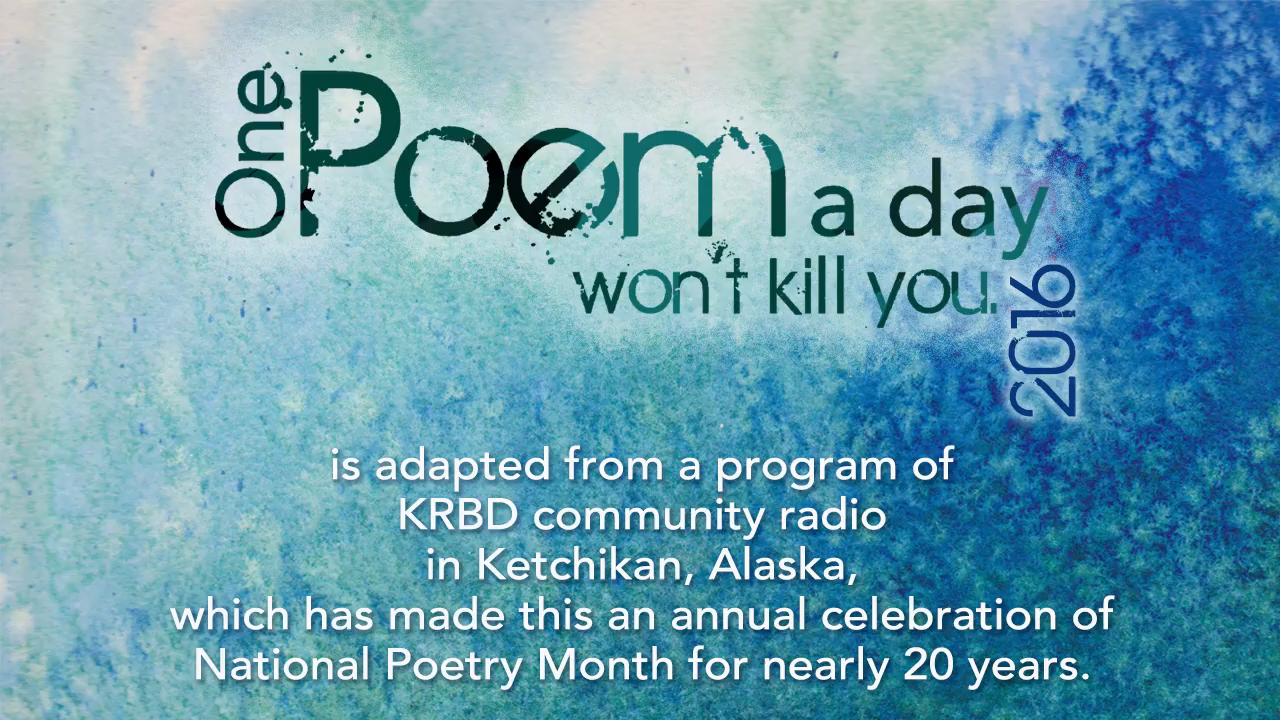 One Poem a day
won't kill you.
2016
is adapted from a program of
KRBD community radio
in Ketchikan, Alaska,
which has made this an annual celebration of
National Poetry Month for nearly 20 years.